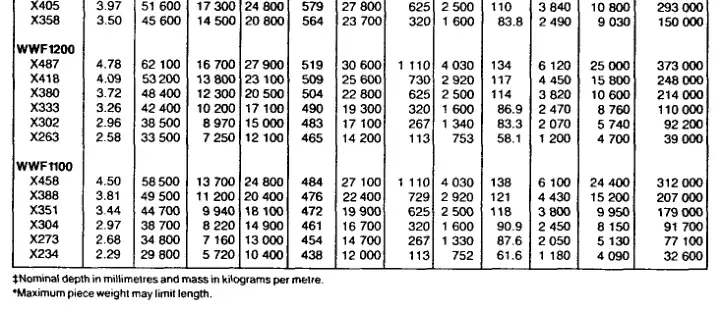 X405 3.97 51 600 17 300 24 800 579 27 800 625 2 500 110 3 840 10 800 293 000
X358 3.50 45 600 14 500 20 800 564 23 700 320 1 600 83.8 2 490 9 030 150 000
WWF1200
X487 4.78 62 100 16 700 27 900 519 30 600 1 110 4 030 134 6 120 25 000 373 000
X418 4.09 53 200 13 800 23 100 509 25 600 730 2 920 117 4 450 15 800 248 000
X380 3.72 48 400 12 300 20 500 504 22 800 625 2 500 114 3 820 10 600 214 000
X333 3.26 42 400 10 200 17 100 490 19 300 320 1 600 86.9 2 470 8 760 110 000
X302 2.96 38 500 8 970 15 000 483 17 100 267 1 340 83.3 2 070 5 740 92 200
X263 2.58 33 500 7 250 12 100 465 14 200 113 753 58.1 1 200 4 700 39 000
WWF1100
X458 4.50 58 500 13 700 24 800 484 27 100 1 110 4 030 138 6 100 24 400 312 000
X388 3.81 49 500 11 200 20 400 476 22 400 729 2 920 121 4 430 15 200 207 000
X351 3.44 44 700 9 940 18 100 472 19 900 625 2 500 118 3 800 9 950 179 000
X304 2.97 38 700 8 220 14 900 461 16 700 320 1 600 90.9 2 450 8 150 91 700
X273 2.68 34 800 7 160 13 000 454 14 700 267 1 330 87.6 2 050 5 130 77 100
X234 2.29 29 800 5 720 10 400 438 12 000 113 752 61.6 1 180 4 090 32 600
‡Nominal depth in millimetres and mass in kilograms per metre.
*Maximum piece weight may limit length.